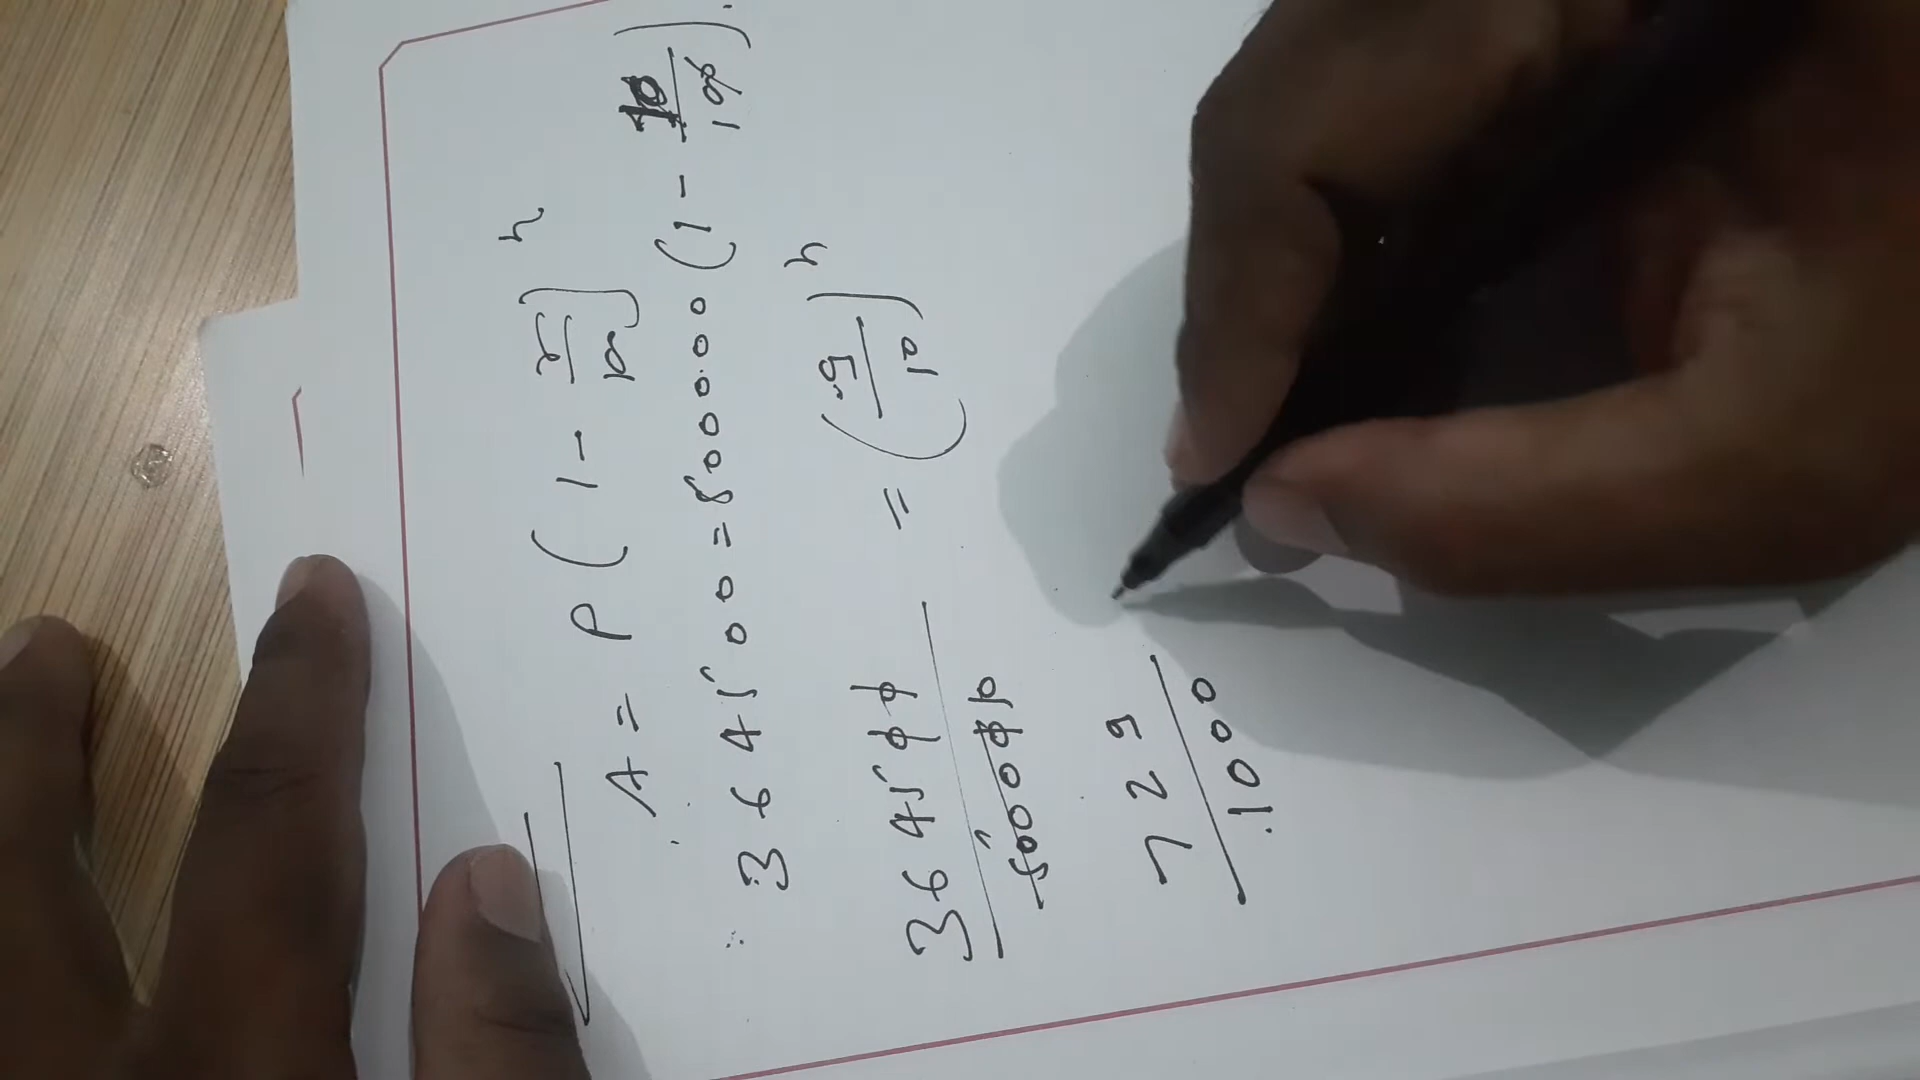 A = P (1 - r/100)^n
∴ 364500 = 500000 (1 - 10/100)^n
364500/500000 = (9/10)^n
729/1000